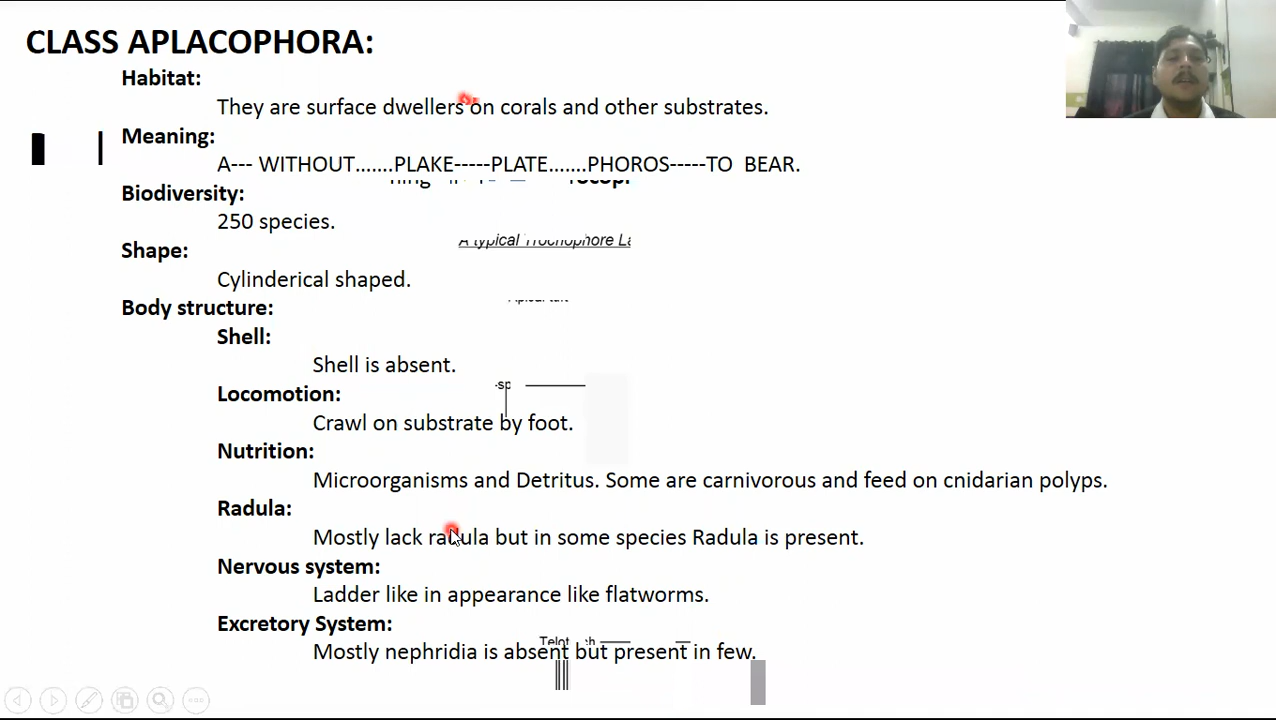 CLASS APLACOPHORA:
Habitat:
They are surface dwellers on corals and other substrates.
Meaning:
A--- WITHOUT.......PLAKE-----PLATE.......PHOROS-----TO BEAR.
Biodiversity:
250 species.
A typical Trochophore La
Shape:
Cylinderical shaped.
Body structure:
Shell:
Shell is absent.
-sp
Locomotion:
Crawl on substrate by foot.
Nutrition:
Microorganisms and Detritus. Some are carnivorous and feed on cnidarian polyps.
Radula:
Mostly lack radula but in some species Radula is present.
Nervous system:
Ladder like in appearance like flatworms.
Excretory System:
Mostly nephridia is absent but present in few.